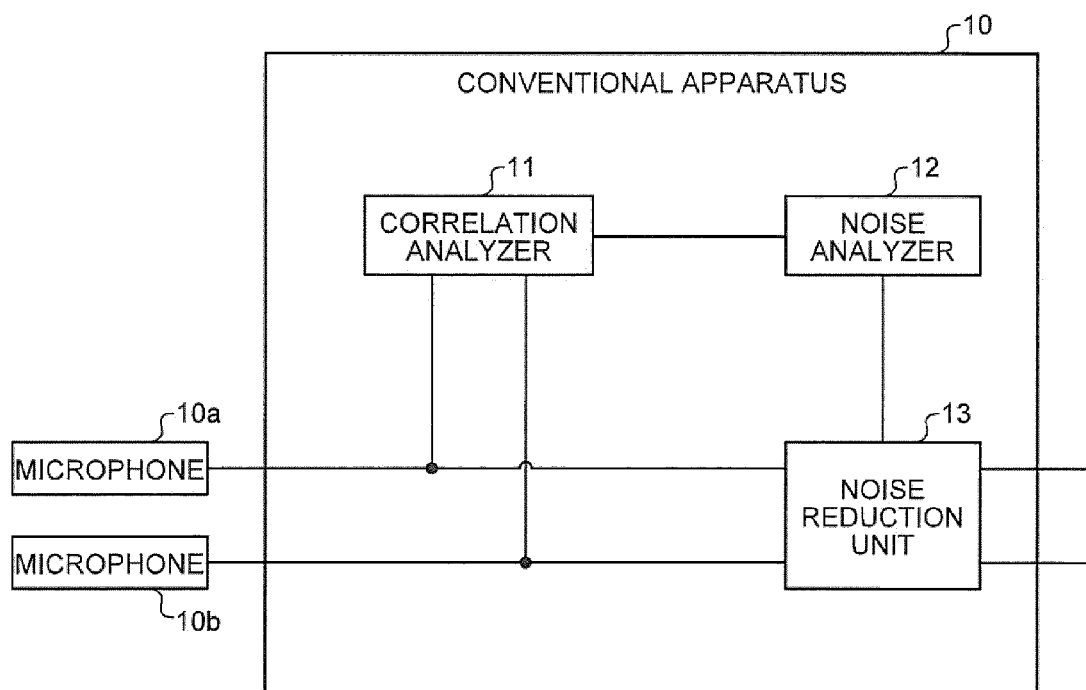 10
CONVENTIONAL APPARATUS
11
CORRELATION
ANALYZER
12
NOISE
ANALYZER
10a
MICROPHONE
13
NOISE
REDUCTION
UNIT
MICROPHONE
10b